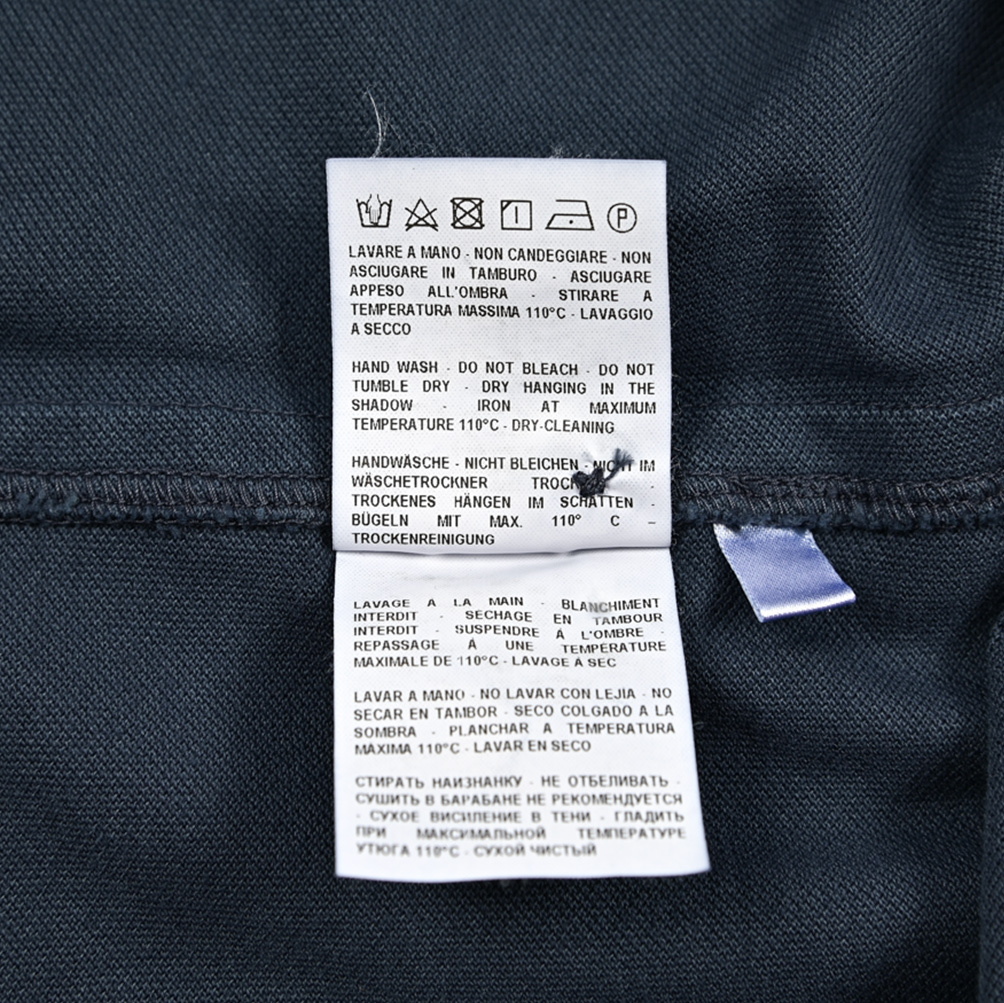 P
LAVARE A MANO - NON CANDEGGIARE - NON
ASCIUGARE IN TAMBURO - ASCIUGARE
APPESO ALL'OMBRA - STIRARE A
TEMPERATURA MASSIMA 110°C - LAVAGGIO
A SECCO
HAND WASH - DO NOT BLEACH - DO NOT
TUMBLE DRY - DRY HANGING IN THE
SHADOW - IRON AT MAXIMUM
TEMPERATURE 110°C - DRY-CLEANING
HANDWÄSCHE - NICHT BLEICHEN - NICHT IM
WÄSCHETROCKNER -
TROCKENES HÄNGEN IM SCHATTEN -
BÜGELN MIT MAX. 110° C –
TROCKENREINIGUNG
LAVAGE À LA MAIN - BLANCHIMENT
INTERDIT - SECHAGE EN TAMBOUR
INTERDIT - SUSPENDRE À L'OMBRE -
REPASSAGE À UNE TEMPERATURE
MAXIMALE DE 110°C - LAVAGE À SEC
LAVAR A MANO - NO LAVAR CON LEJÍA - NO
SECAR EN TAMBOR - SECO COLGADO A LA
SOMBRA - PLANCHAR A TEMPERATURA
MAXIMA 110°C - LAVAR EN SECO
СТИРАТЬ НАИЗНАНКУ - НЕ ОТБЕЛИВАТЬ -
СУШИТЬ В БАРАБАНЕ НЕ РЕКОМЕНДУЕТСЯ
- СУХОЕ ВИСИЛЕНИЕ В ТЕНИ - ГЛАДИТЬ
ПРИ МАКСИМАЛЬНОЙ ТЕМПЕРАТУРЕ
УТЮГА 110°C - СУХОЙ ЧИСТЫЙ